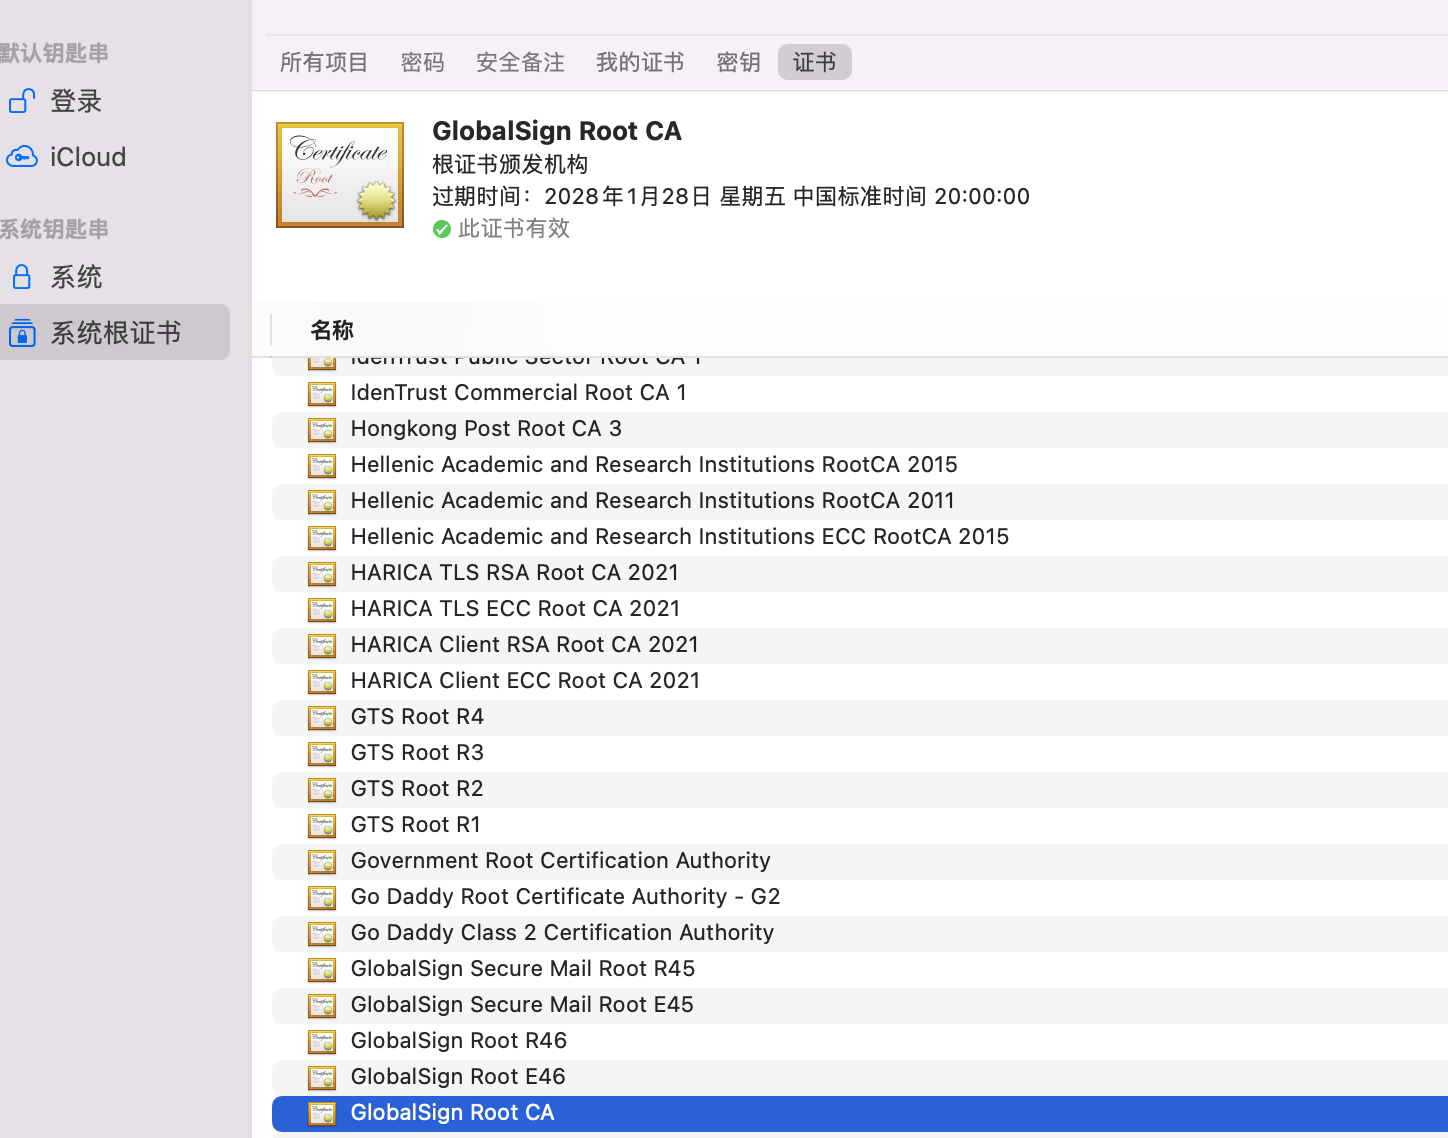 默认钥匙串
登录
iCloud
系统钥匙串
系统
系统根证书
所有项目 密码 安全备注 我的证书 密钥 证书
Certificate
Root
GlobalSign Root CA
根证书颁发机构
过期时间：2028年1月28日 星期五 中国标准时间 20:00:00
此证书有效
名称
IdenTrust Public Sector Root CA 1
IdenTrust Commercial Root CA 1
Hongkong Post Root CA 3
Hellenic Academic and Research Institutions RootCA 2015
Hellenic Academic and Research Institutions RootCA 2011
Hellenic Academic and Research Institutions ECC RootCA 2015
HARICA TLS RSA Root CA 2021
HARICA TLS ECC Root CA 2021
HARICA Client RSA Root CA 2021
HARICA Client ECC Root CA 2021
GTS Root R4
GTS Root R3
GTS Root R2
GTS Root R1
Government Root Certification Authority
Go Daddy Root Certificate Authority - G2
Go Daddy Class 2 Certification Authority
GlobalSign Secure Mail Root R45
GlobalSign Secure Mail Root E45
GlobalSign Root R46
GlobalSign Root E46
GlobalSign Root CA